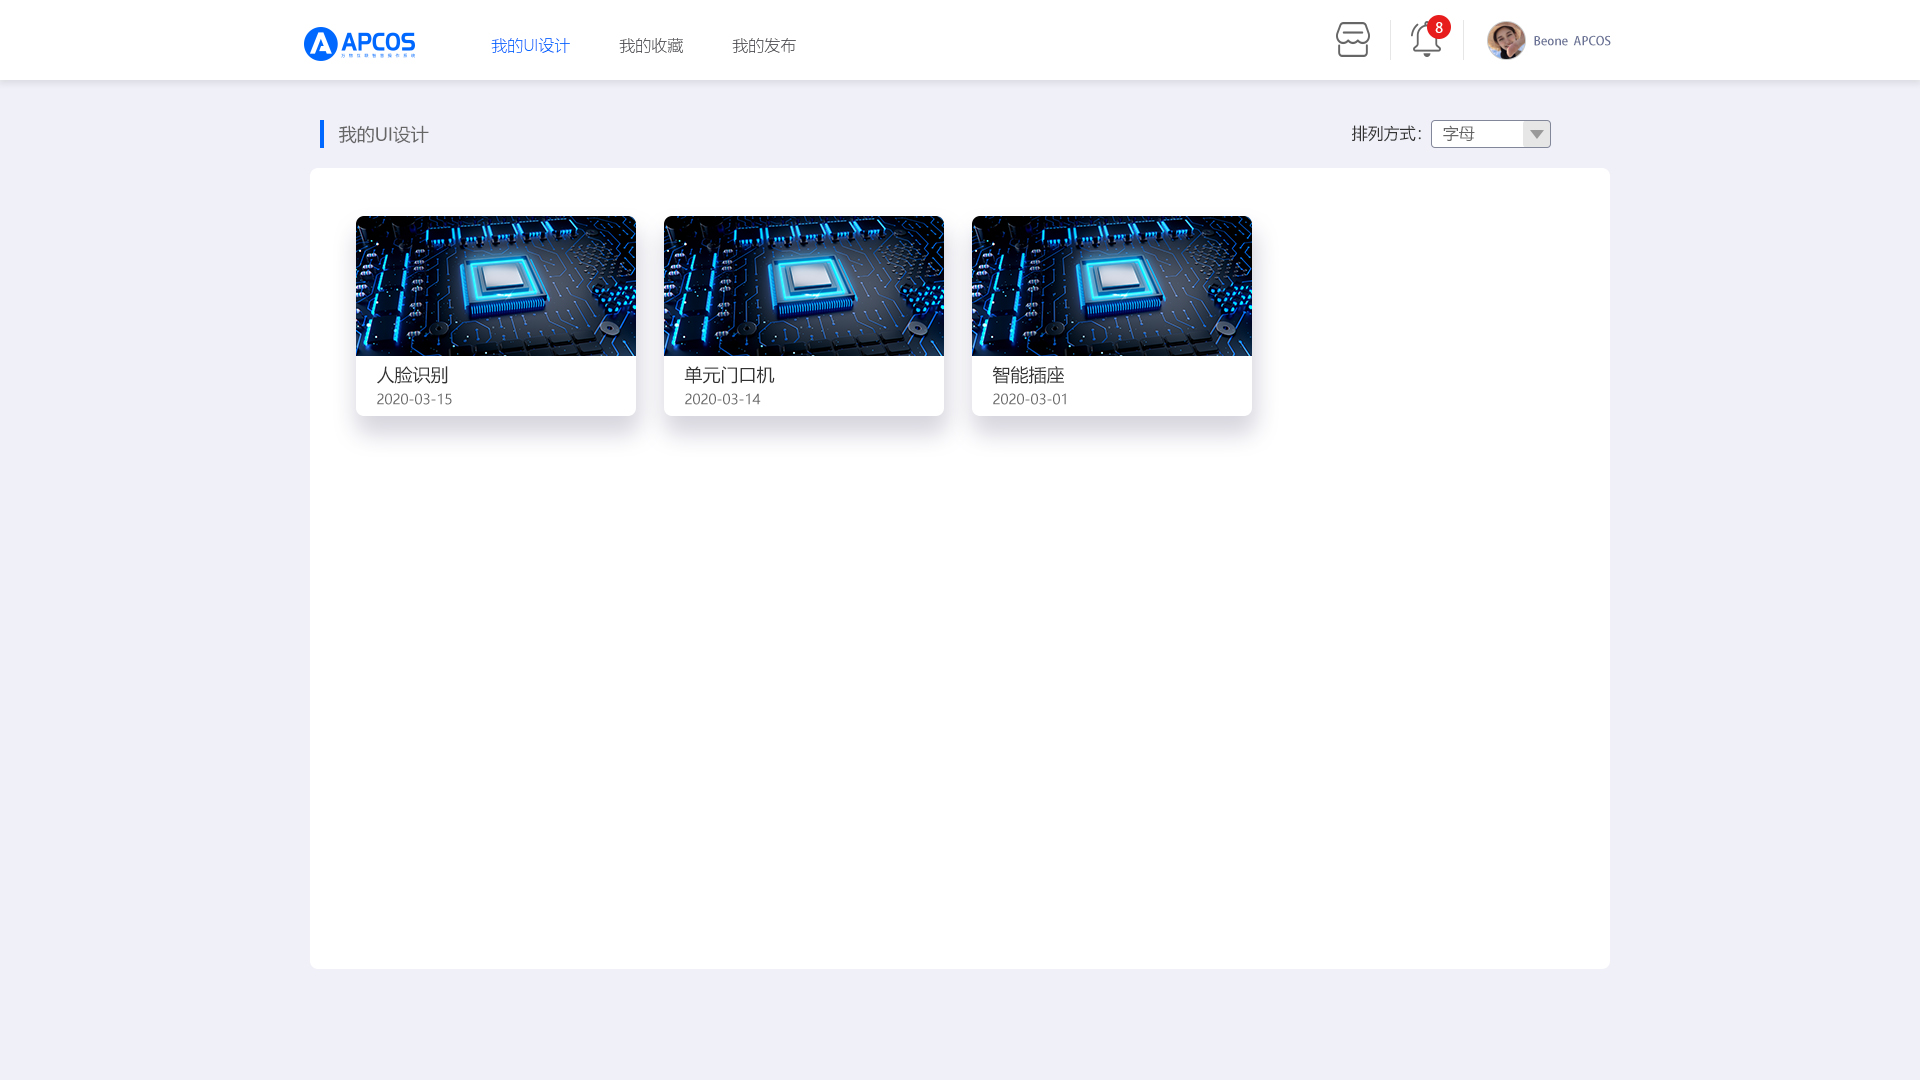 APCOS
我的UI设计
我的收藏
我的发布
8
Beone APCOS
我的UI设计
排列方式：
字母
人脸识别
2020-03-15
单元门口机
2020-03-14
智能插座
2020-03-01